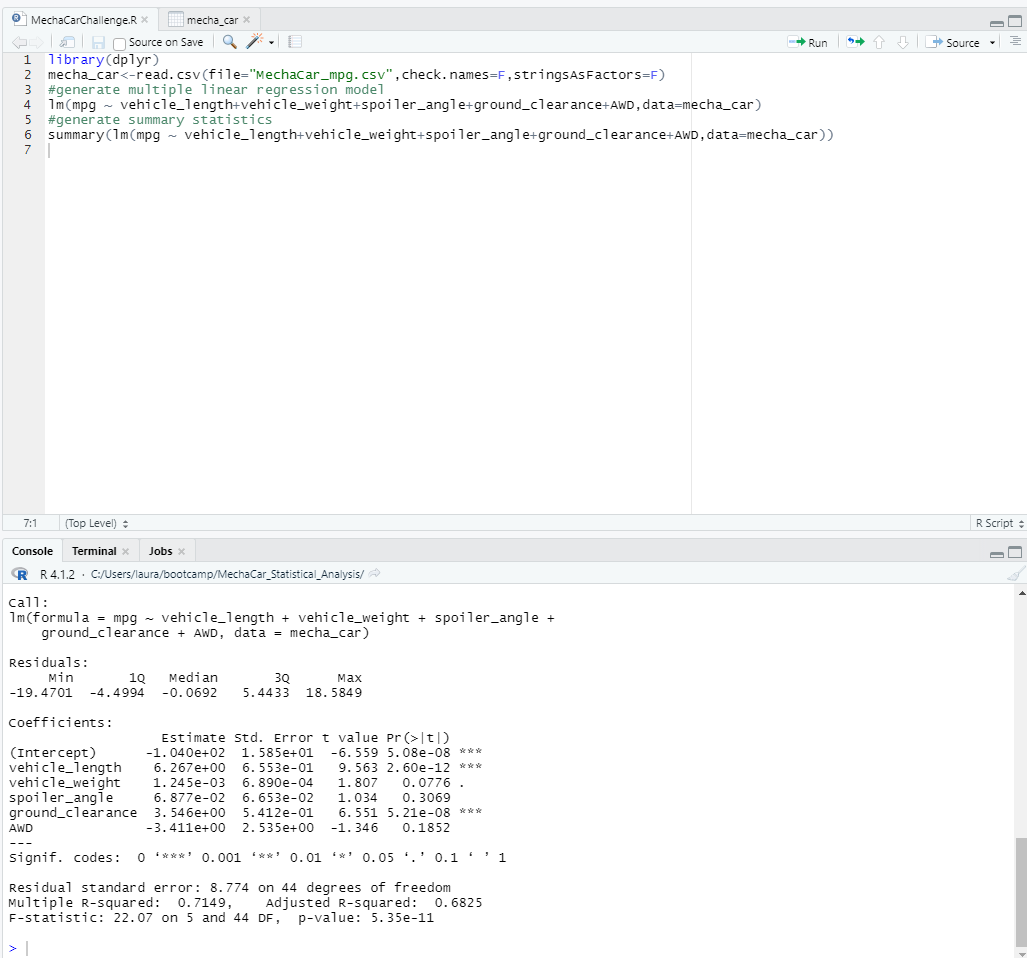 MechaCarChallenge.R
mecha_car
Source on Save
Run
Source
1 library(dplyr)
2 mecha_car<-read.csv(file="MechaCar_mpg.csv",check.names=F,stringsAsFactors=F)
3 #generate multiple linear regression model
4 lm(mpg ~ vehicle_length+vehicle_weight+spoiler_angle+ground_clearance+AWD,data=mecha_car)
5 #generate summary statistics
6 summary(lm(mpg ~ vehicle_length+vehicle_weight+spoiler_angle+ground_clearance+AWD,data=mecha_car))
7
7:1 (Top Level) R Script
Console Terminal Jobs
R R 4.1.2 · C:/Users/laura/bootcamp/MechaCar_Statistical_Analysis/
Call:
lm(formula = mpg ~ vehicle_length + vehicle_weight + spoiler_angle +
    ground_clearance + AWD, data = mecha_car)
Residuals:
     Min       1Q   Median       3Q      Max
-19.4701  -4.4994  -0.0692   5.4433  18.5849
Coefficients:
                   Estimate Std. Error t value Pr(>|t|)
(Intercept)      -1.040e+02  1.585e+01  -6.559 5.08e-08 ***
vehicle_length    6.267e+00  6.553e-01   9.563 2.60e-12 ***
vehicle_weight    1.245e-03  6.890e-04   1.807   0.0776 .
spoiler_angle     6.877e-02  6.653e-02   1.034   0.3069
ground_clearance  3.546e+00  5.412e-01   6.551 5.21e-08 ***
AWD              -3.411e+00  2.535e+00  -1.346   0.1852
---
Signif. codes:  0 ‘***’ 0.001 ‘**’ 0.01 ‘*’ 0.05 ‘.’ 0.1 ‘ ’ 1
Residual standard error: 8.774 on 44 degrees of freedom
Multiple R-squared:  0.7149,    Adjusted R-squared:  0.6825
F-statistic: 22.07 on 5 and 44 DF,  p-value: 5.35e-11
>